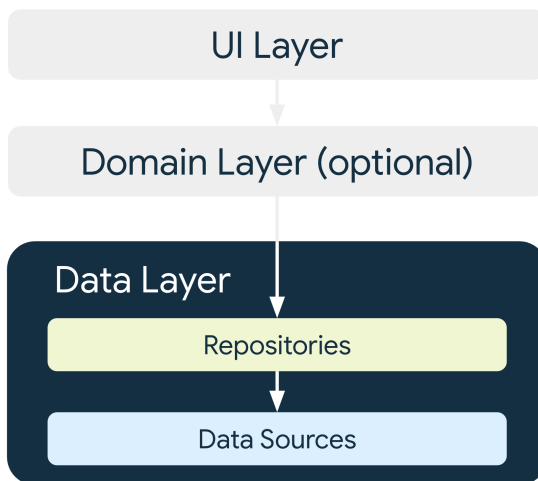 UI Layer
Domain Layer (optional)
Data Layer
Repositories
Data Sources